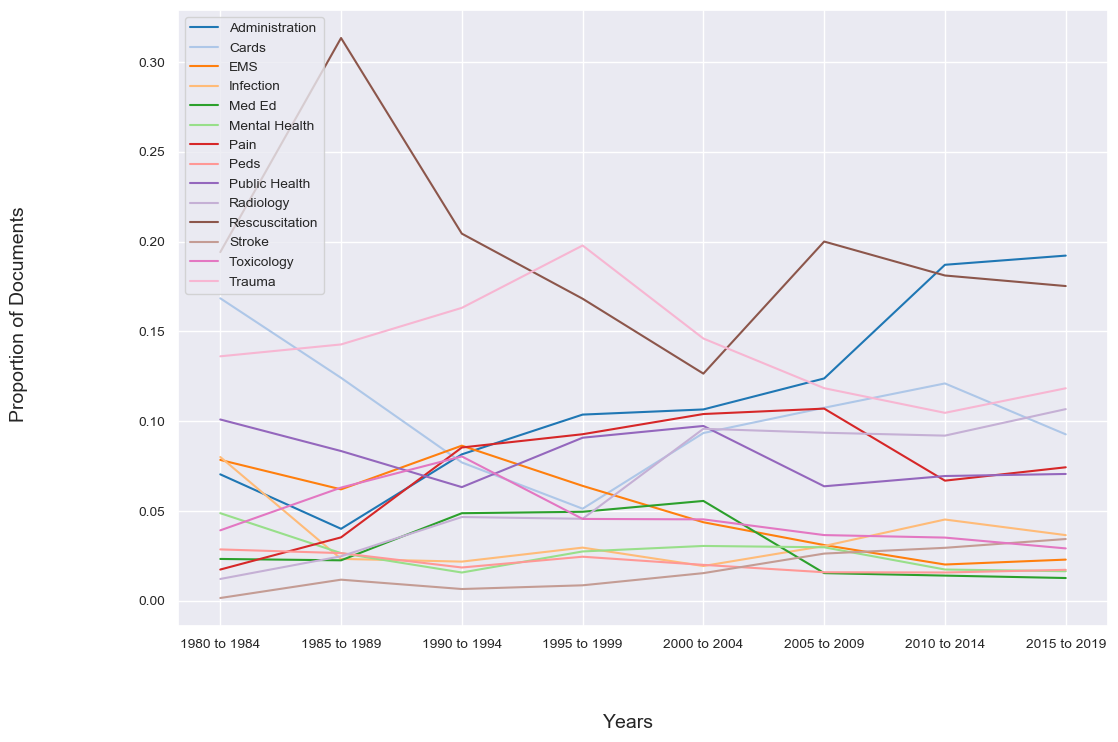 Administration
Cards
EMS
Infection
Med Ed
Mental Health
Pain
Peds
Public Health
Radiology
Rescuscitation
Stroke
Toxicology
Trauma
0.30
0.25
0.20
0.15
0.10
0.05
0.00
Proportion of Documents
1980 to 1984 1985 to 1989 1990 to 1994 1995 to 1999 2000 to 2004 2005 to 2009 2010 to 2014 2015 to 2019
Years